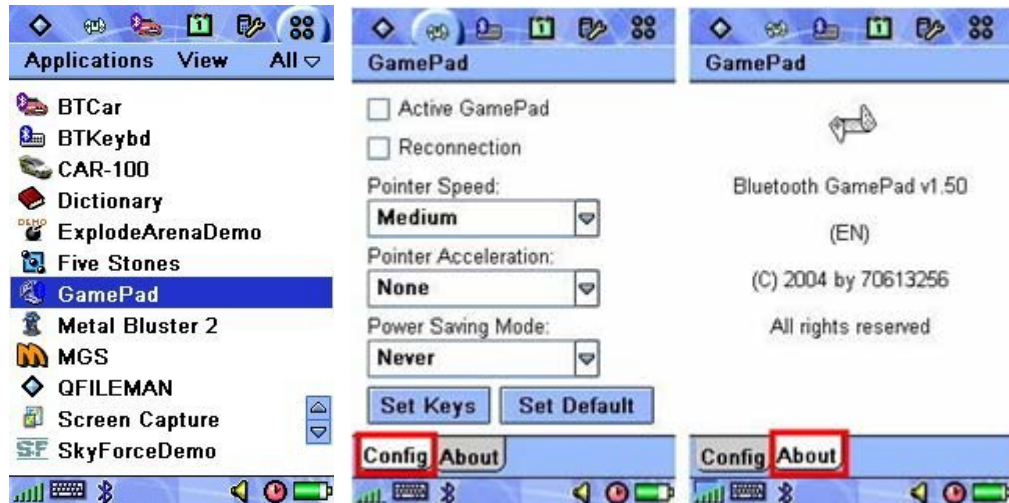 Applications View All
BTCar
BTKeybd
CAR-100
Dictionary
DEMO
ExplodeArenaDemo
Five Stones
GamePad
Metal Bluster 2
MGS
QFILEMAN
Screen Capture
SF SkyForceDemo
GamePad
Active GamePad
Reconnection
Pointer Speed:
Medium
Pointer Acceleration:
None
Power Saving Mode:
Never
Set Keys Set Default
Config About
GamePad
Bluetooth GamePad v1.50
(EN)
(C) 2004 by 70613256
All rights reserved
Config About